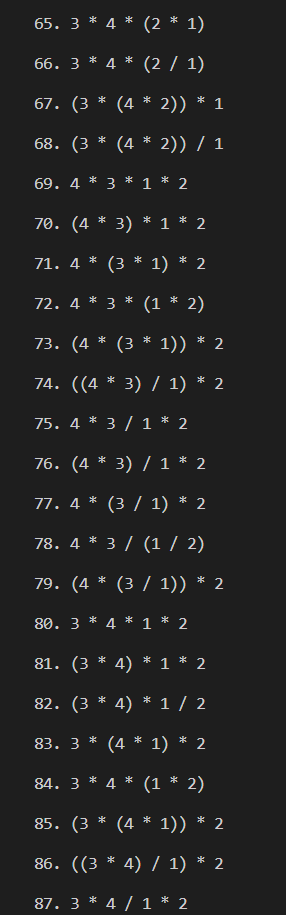 65. 3 * 4 * (2 * 1)
66. 3 * 4 * (2 / 1)
67. (3 * (4 * 2)) * 1
68. (3 * (4 * 2)) / 1
69. 4 * 3 * 1 * 2
70. (4 * 3) * 1 * 2
71. 4 * (3 * 1) * 2
72. 4 * 3 * (1 * 2)
73. (4 * (3 * 1)) * 2
74. ((4 * 3) / 1) * 2
75. 4 * 3 / 1 * 2
76. (4 * 3) / 1 * 2
77. 4 * (3 / 1) * 2
78. 4 * 3 / (1 / 2)
79. (4 * (3 / 1)) * 2
80. 3 * 4 * 1 * 2
81. (3 * 4) * 1 * 2
82. (3 * 4) * 1 / 2
83. 3 * (4 * 1) * 2
84. 3 * 4 * (1 * 2)
85. (3 * (4 * 1)) * 2
86. ((3 * 4) / 1) * 2
87. 3 * 4 / 1 * 2